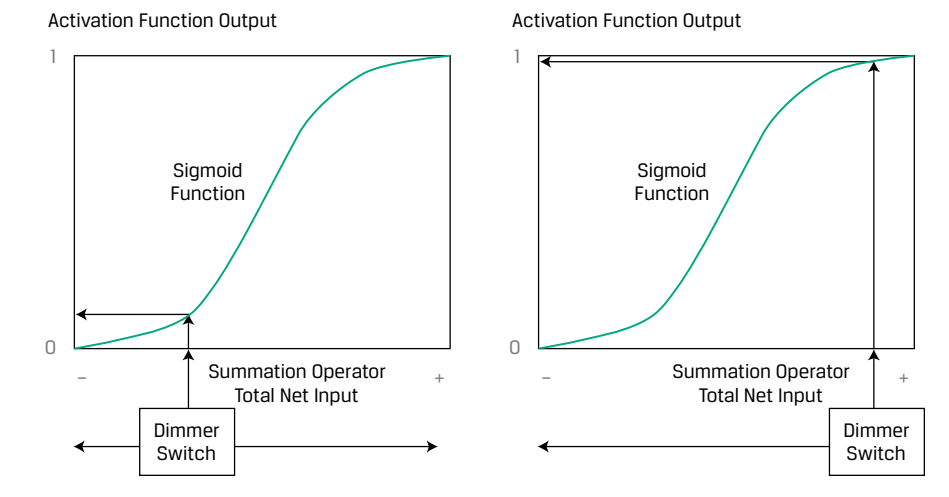 Activation Function Output
1
Sigmoid
Function
0
–
Summation Operator
Total Net Input
+
Dimmer
Switch
Activation Function Output
1
Sigmoid
Function
0
–
Summation Operator
Total Net Input
+
Dimmer
Switch